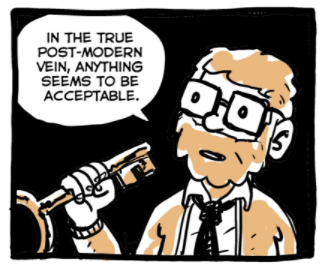 IN THE TRUE
POST-MODERN
VEIN, ANYTHING
SEEMS TO BE
ACCEPTABLE.